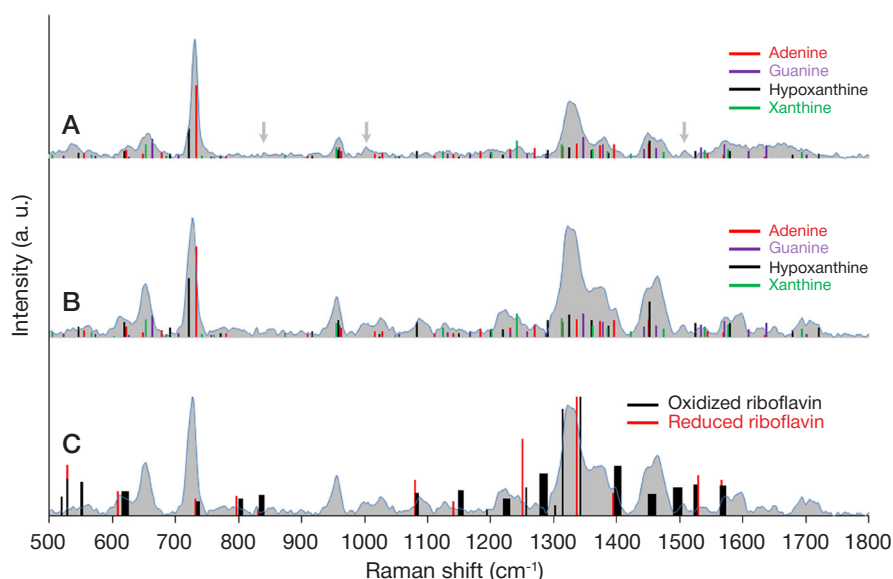 A
Adenine
Guanine
Hypoxanthine
Xanthine
B
Adenine
Guanine
Hypoxanthine
Xanthine
C
Oxidized riboflavin
Reduced riboflavin
Intensity (a. u.)
500 600 700 800 900 1000 1100 1200 1300 1400 1500 1600 1700 1800
Raman shift (cm⁻¹)